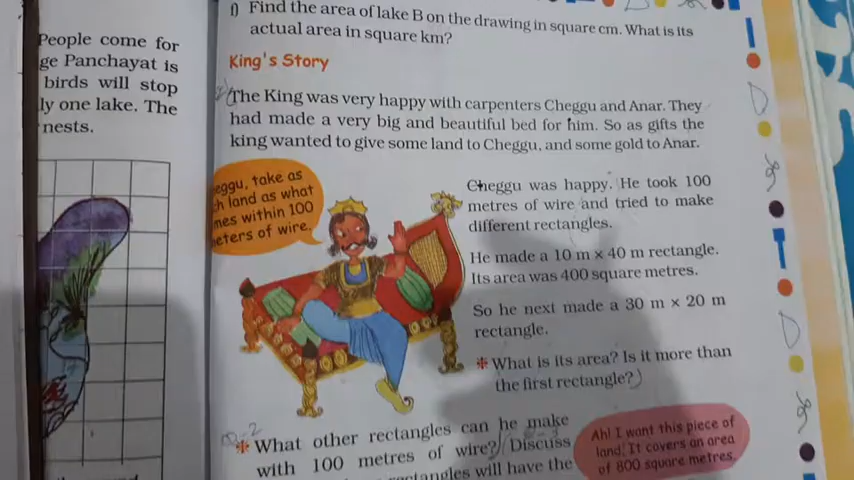 People come for
ge Panchayat is
birds will stop
ly one lake. The
nests.
f) Find the area of lake B on the drawing in square cm. What is its
actual area in square km?
King's Story
The King was very happy with carpenters Cheggu and Anar. They
had made a very big and beautiful bed for him. So as gifts the
king wanted to give some land to Cheggu, and some gold to Anar.
eggu, take as
h land as what
mes within 100
eters of wire.
Cheggu was happy. He took 100
metres of wire and tried to make
different rectangles.
He made a 10 m × 40 m rectangle.
Its area was 400 square metres.
So he next made a 30 m × 20 m
rectangle.
* What is its area? Is it more than
the first rectangle?
* What other rectangles can he make
with 100 metres of wire? Discuss
ectangles will have the
Ah! I want this piece of
land. It covers an area
of 800 square metres.